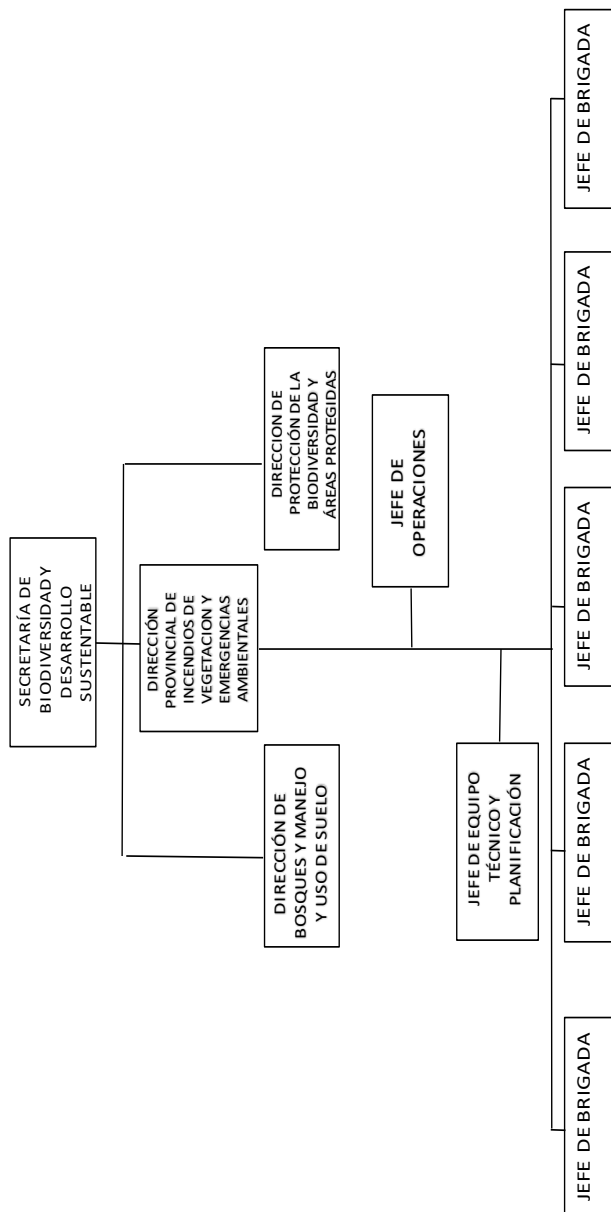 SECRETARÍA DE
BIODIVERSIDAD Y
DESARROLLO
SUSTENTABLE
DIRECCIÓN
PROVINCIAL DE
INCENDIOS DE
VEGETACION Y
EMERGENCIAS
AMBIENTALES
DIRECCIÓN DE
BOSQUES Y MANEJO
Y USO DE SUELO
DIRECCION DE
PROTECCIÓN DE LA
BIODIVERSIDAD Y
ÁREAS PROTEGIDAS
JEFE DE
OPERACIONES
JEFE DE EQUIPO
TÉCNICO Y
PLANIFICACIÓN
JEFE DE BRIGADA
JEFE DE BRIGADA
JEFE DE BRIGADA
JEFE DE BRIGADA
JEFE DE BRIGADA